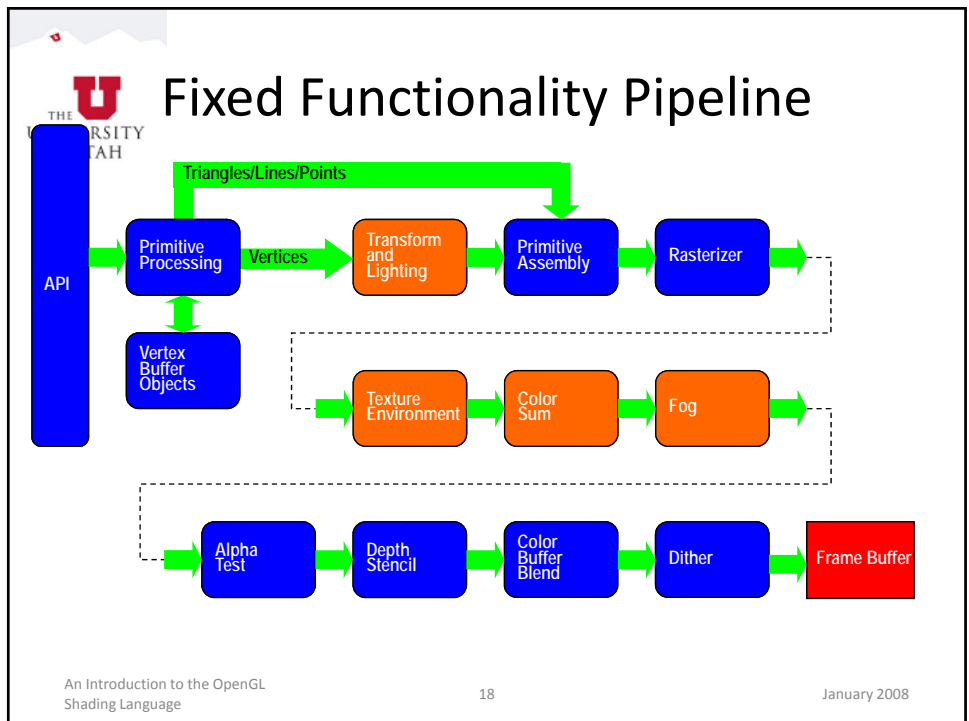 Fixed Functionality Pipeline
THE
U
RSITY
TAH
Triangles/Lines/Points
API
Primitive
Processing
Vertices
Transform
and
Lighting
Primitive
Assembly
Rasterizer
Vertex
Buffer
Objects
Texture
Environment
Color
Sum
Fog
Alpha
Test
Depth
Stencil
Color
Buffer
Blend
Dither
Frame Buffer
An Introduction to the OpenGL
Shading Language
18
January 2008